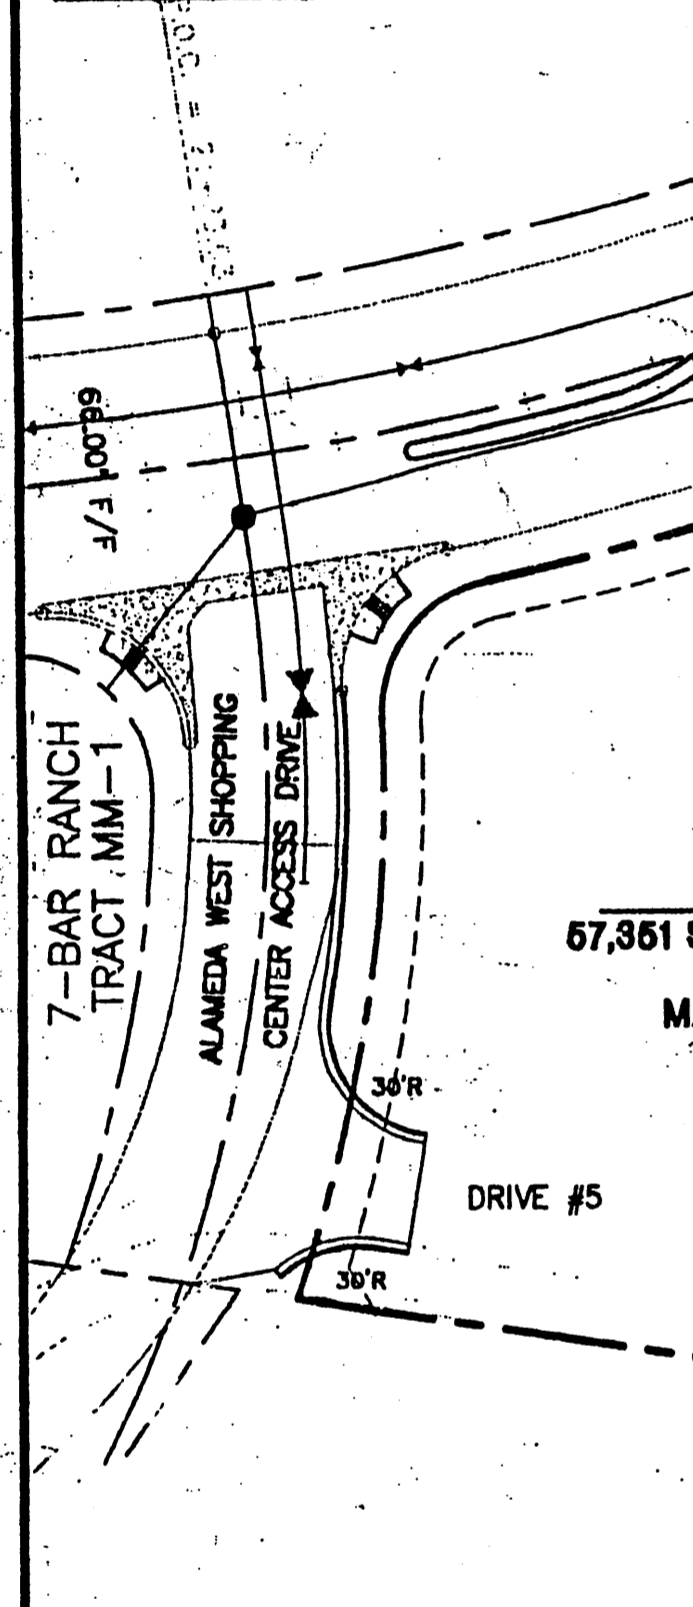 66.00' F/F
7-BAR RANCH
TRACT MM-1
ALAMEDA WEST SHOPPING
CENTER ACCESS DRIVE
57,351
30'R
DRIVE #5
30'R